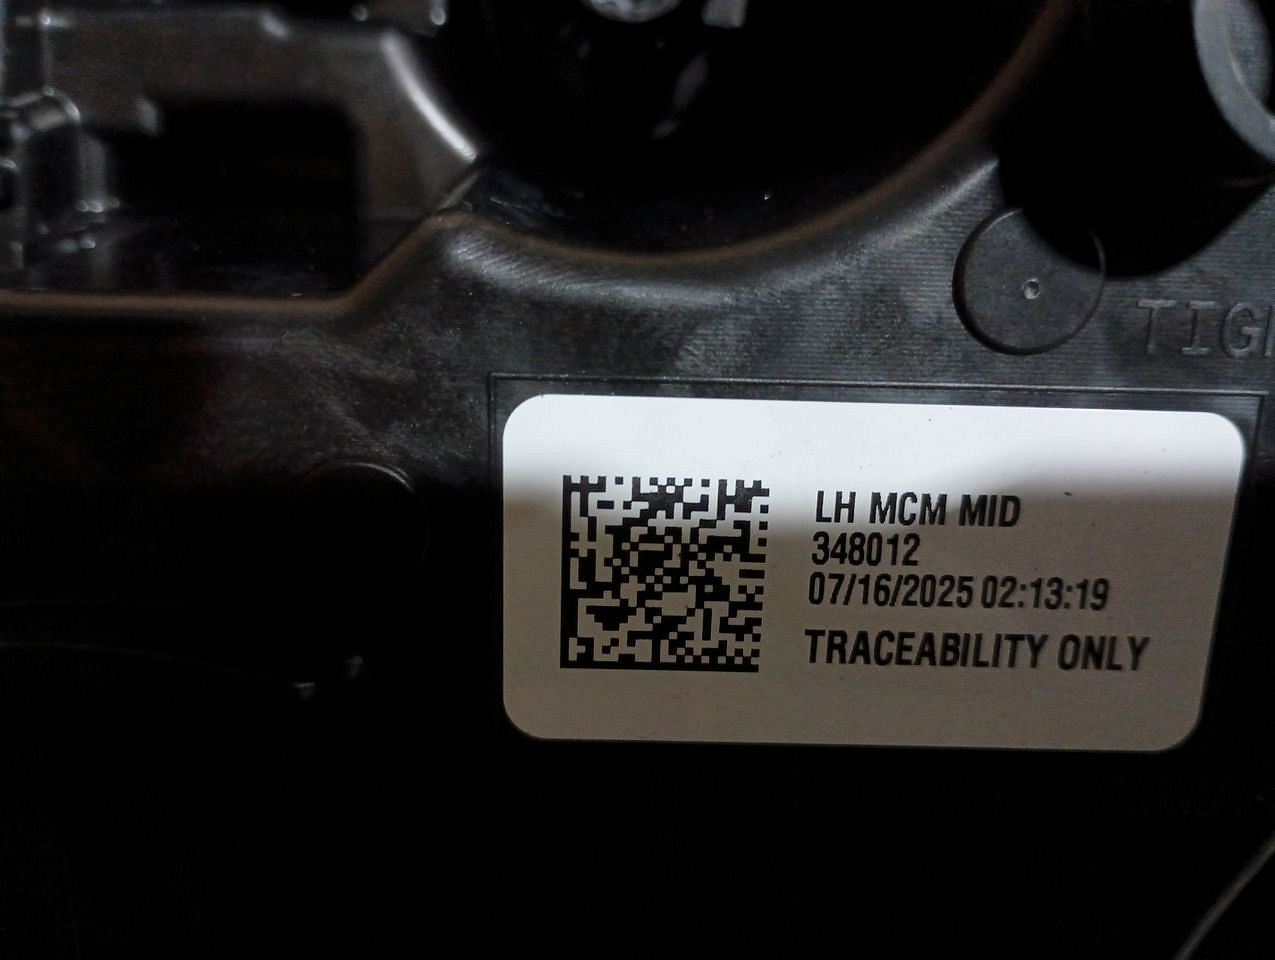 LH MCM MID
348012
07/16/2025 02:13:19
TRACEABILITY ONLY